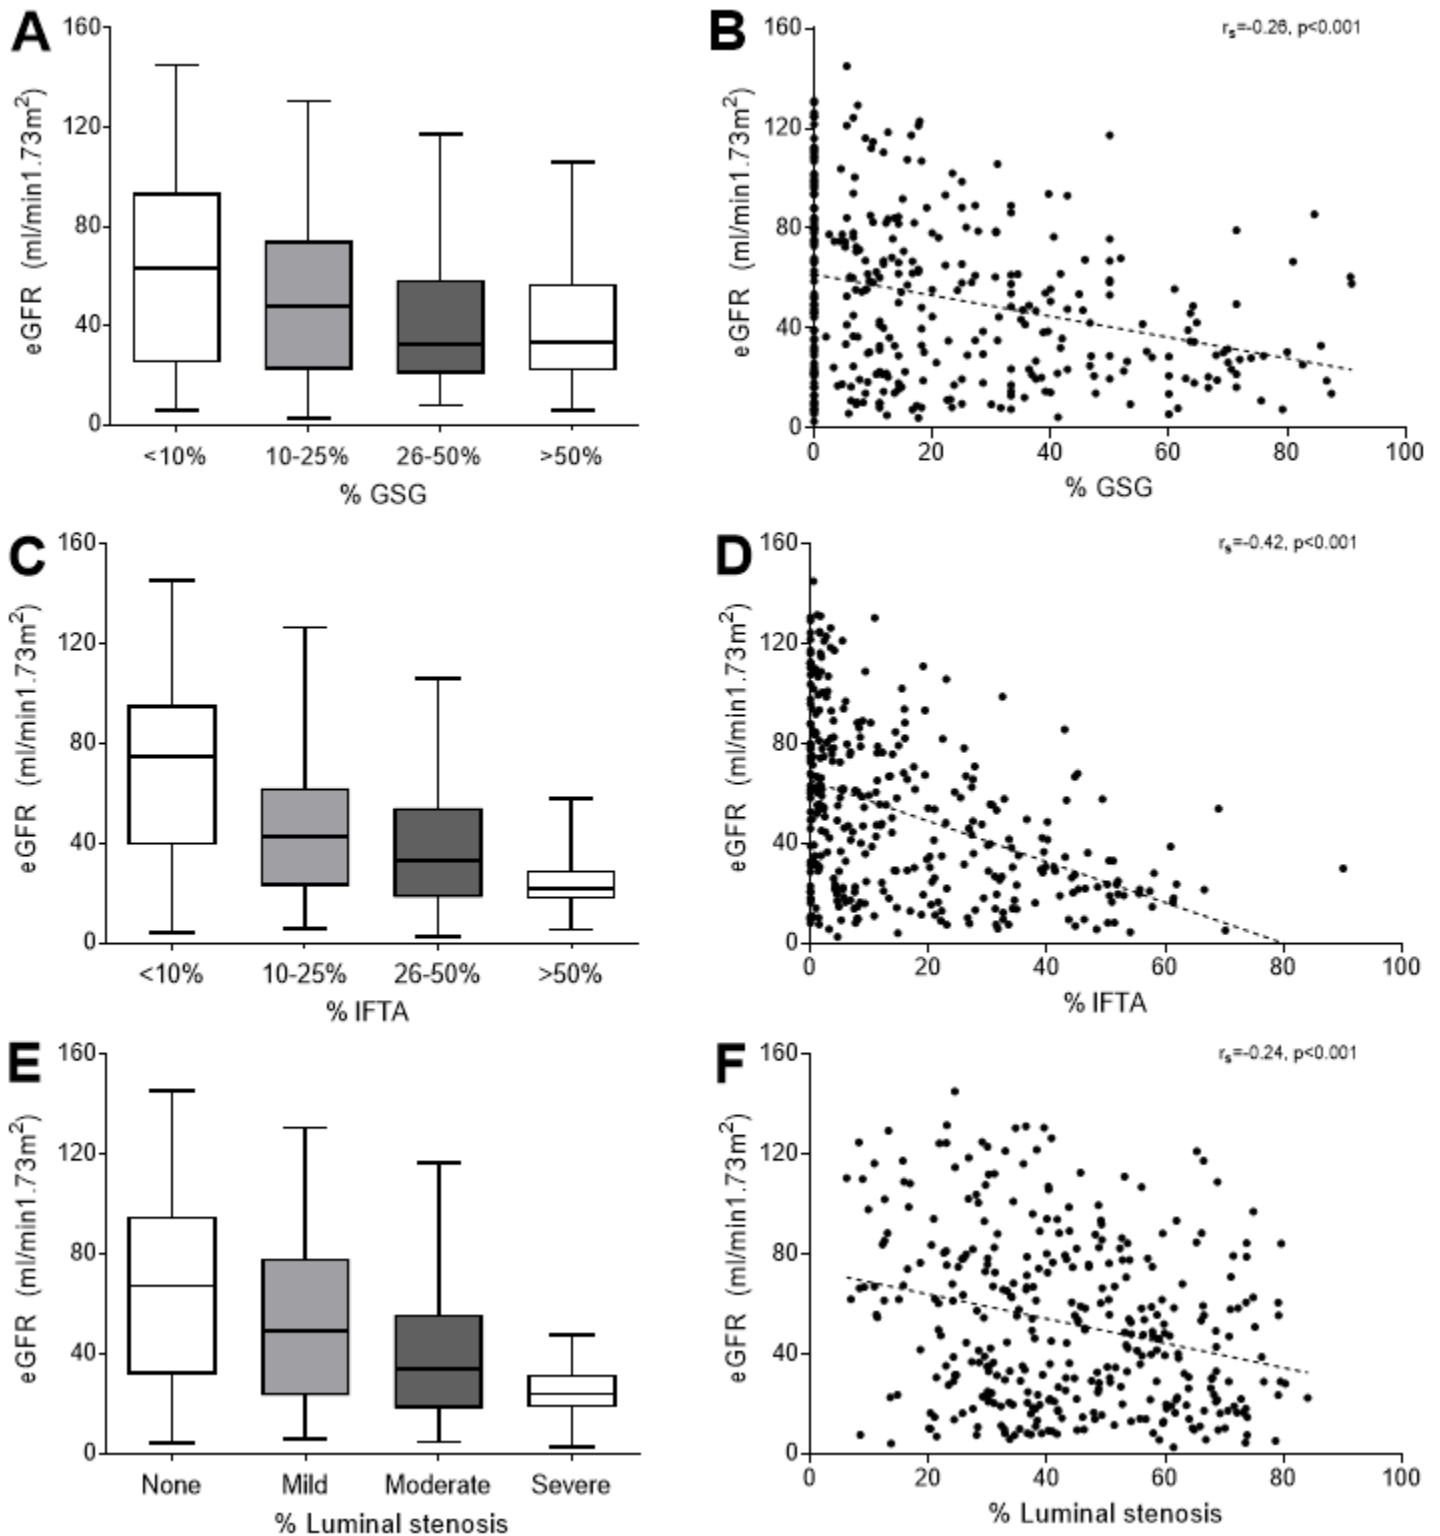 A
160
120
80
40
0
eGFR (ml/min1.73m²)
<10% 10-25% 26-50% >50%
% GSG
B
rs=-0.26, p<0.001
160
120
80
40
0
eGFR (ml/min1.73m²)
0 20 40 60 80 100
% GSG
C
160
120
80
40
0
eGFR (ml/min1.73m²)
<10% 10-25% 26-50% >50%
% IFTA
D
rs=-0.42, p<0.001
160
120
80
40
0
eGFR (ml/min1.73m²)
0 20 40 60 80 100
% IFTA
E
160
120
80
40
0
eGFR (ml/min1.73m²)
None Mild Moderate Severe
% Luminal stenosis
F
rs=-0.24, p<0.001
160
120
80
40
0
eGFR (ml/min1.73m²)
0 20 40 60 80 100
% Luminal stenosis